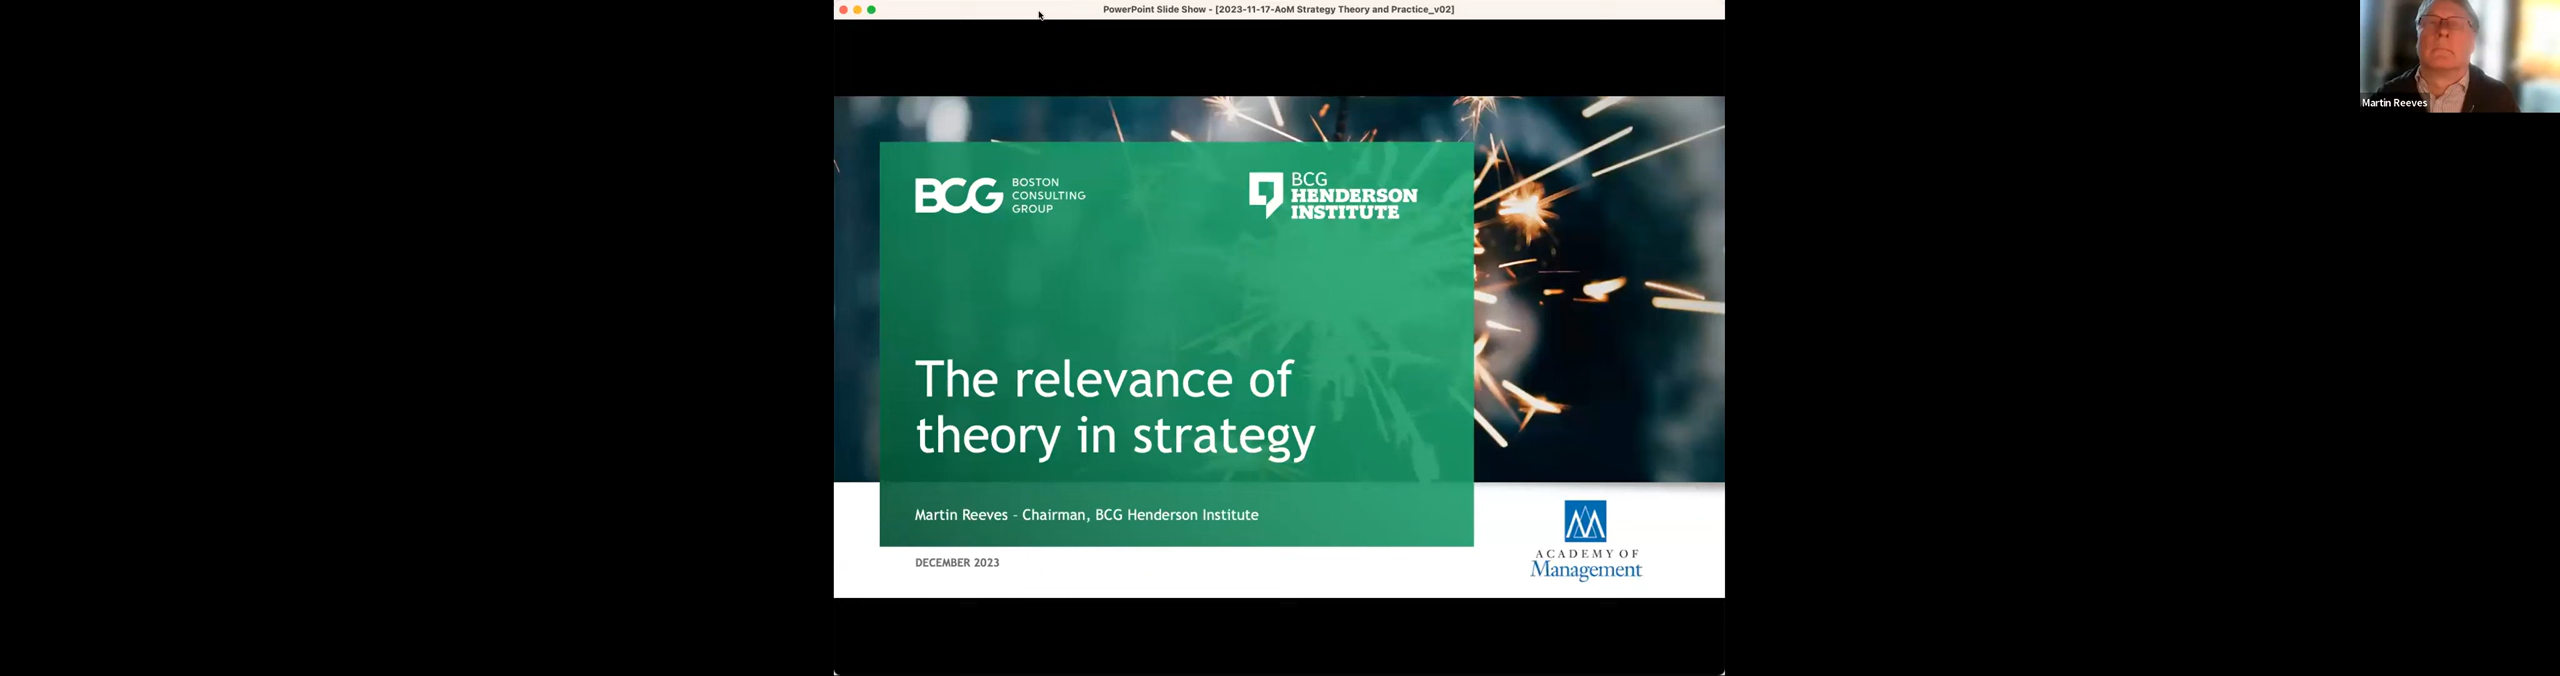 PowerPoint Slide Show - [2023-11-17-AoM Strategy Theory and Practice_v02]
Martin Reeves
BCG
BOSTON
CONSULTING
GROUP
BCG
HENDERSON
INSTITUTE
The relevance of
theory in strategy
Martin Reeves – Chairman, BCG Henderson Institute
DECEMBER 2023
ACADEMY OF
Management